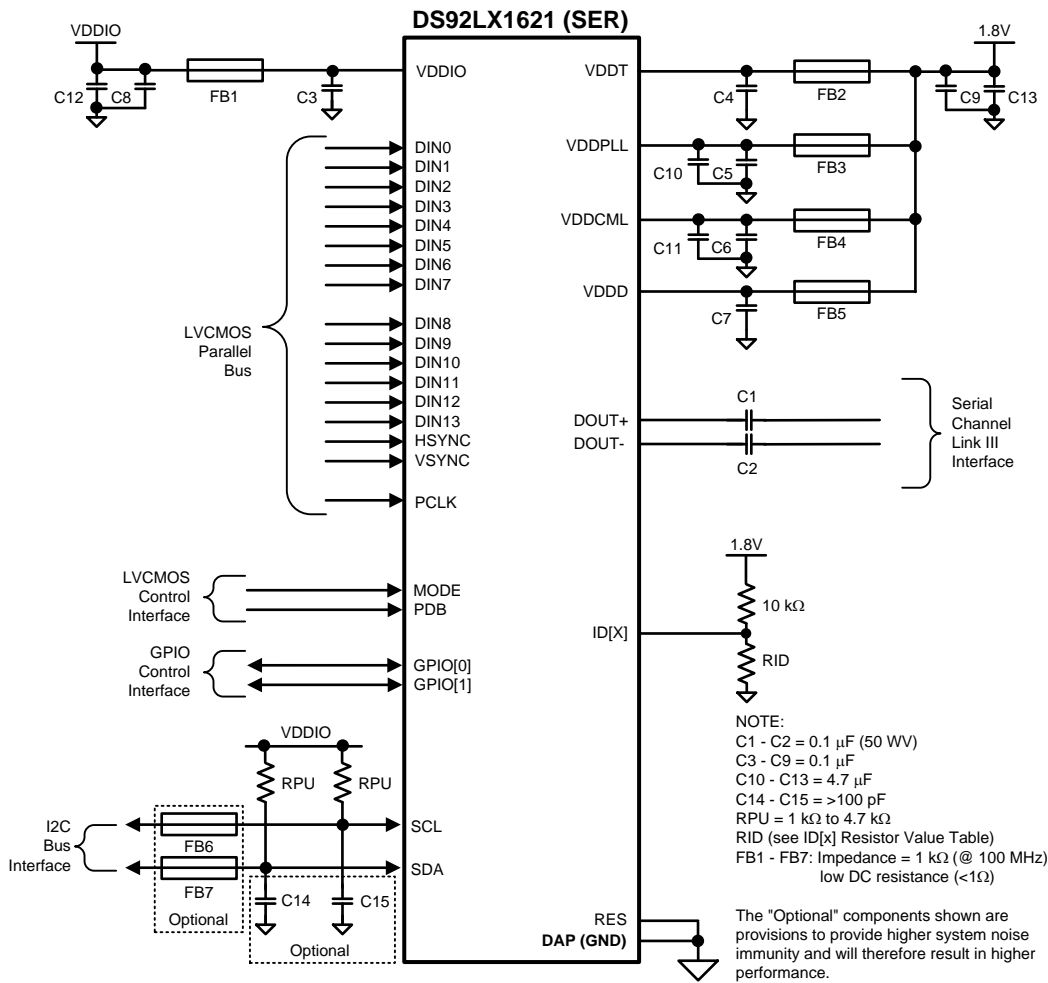 DS92LX1621 (SER)
VDDIO
C12
C8
FB1
C3
VDDIO
DIN0
DIN1
DIN2
DIN3
DIN4
DIN5
DIN6
DIN7
DIN8
DIN9
DIN10
DIN11
DIN12
DIN13
HSYNC
VSYNC
PCLK
LVCMOS
Parallel
Bus
LVCMOS
Control
Interface
MODE
PDB
GPIO
Control
Interface
GPIO[0]
GPIO[1]
VDDIO
RPU
RPU
I2C
Bus
Interface
FB6
FB7
Optional
SCL
SDA
C14
C15
Optional
1.8V
VDDT
C4
FB2
C9
C13
VDDPLL
C10
C5
FB3
VDDCML
C11
C6
FB4
VDDD
C7
FB5
DOUT+
DOUT-
C1
C2
Serial
Channel
Link III
Interface
1.8V
10 kΩ
ID[X]
RID
RES
DAP (GND)
NOTE:
C1 - C2 = 0.1 μF (50 WV)
C3 - C9 = 0.1 μF
C10 - C13 = 4.7 μF
C14 - C15 = >100 pF
RPU = 1 kΩ to 4.7 kΩ
RID (see ID[x] Resistor Value Table)
FB1 - FB7: Impedance = 1 kΩ (@ 100 MHz)
low DC resistance (<1Ω)
The "Optional" components shown are
provisions to provide higher system noise
immunity and will therefore result in higher
performance.